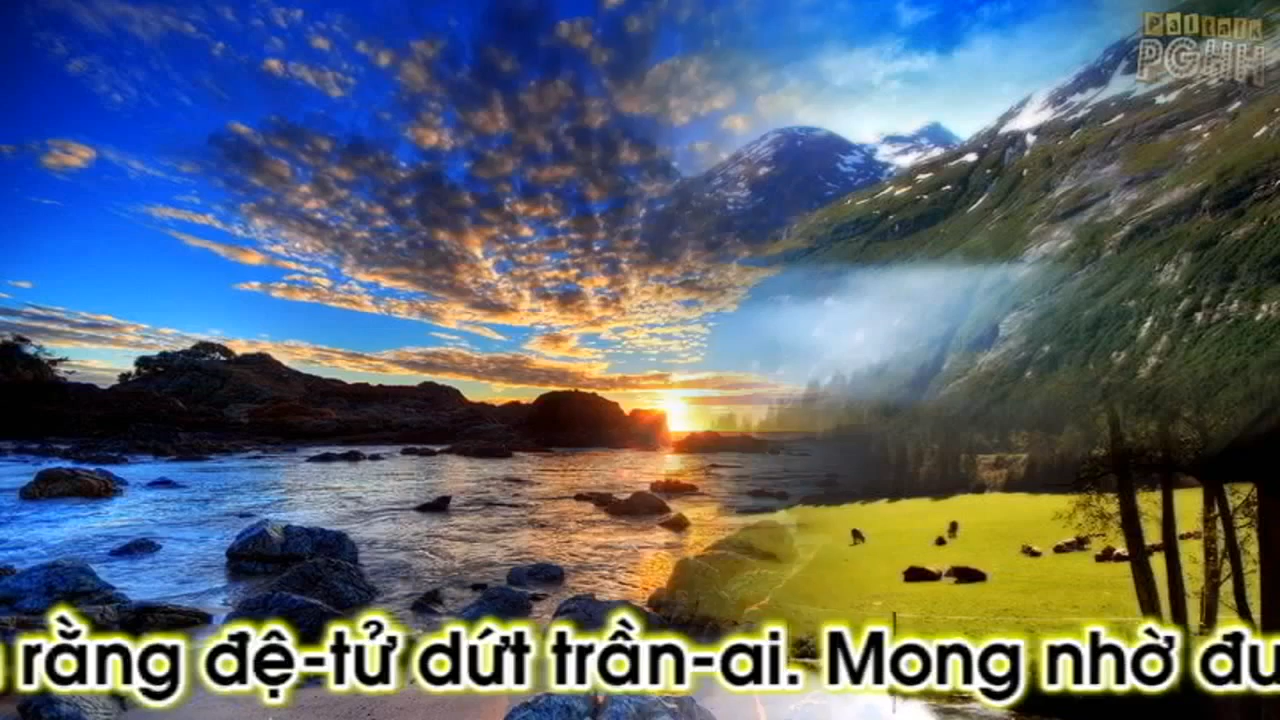 Paltalk
PGHH
rằng đệ-tử dứt trần-ai. Mong nhờ